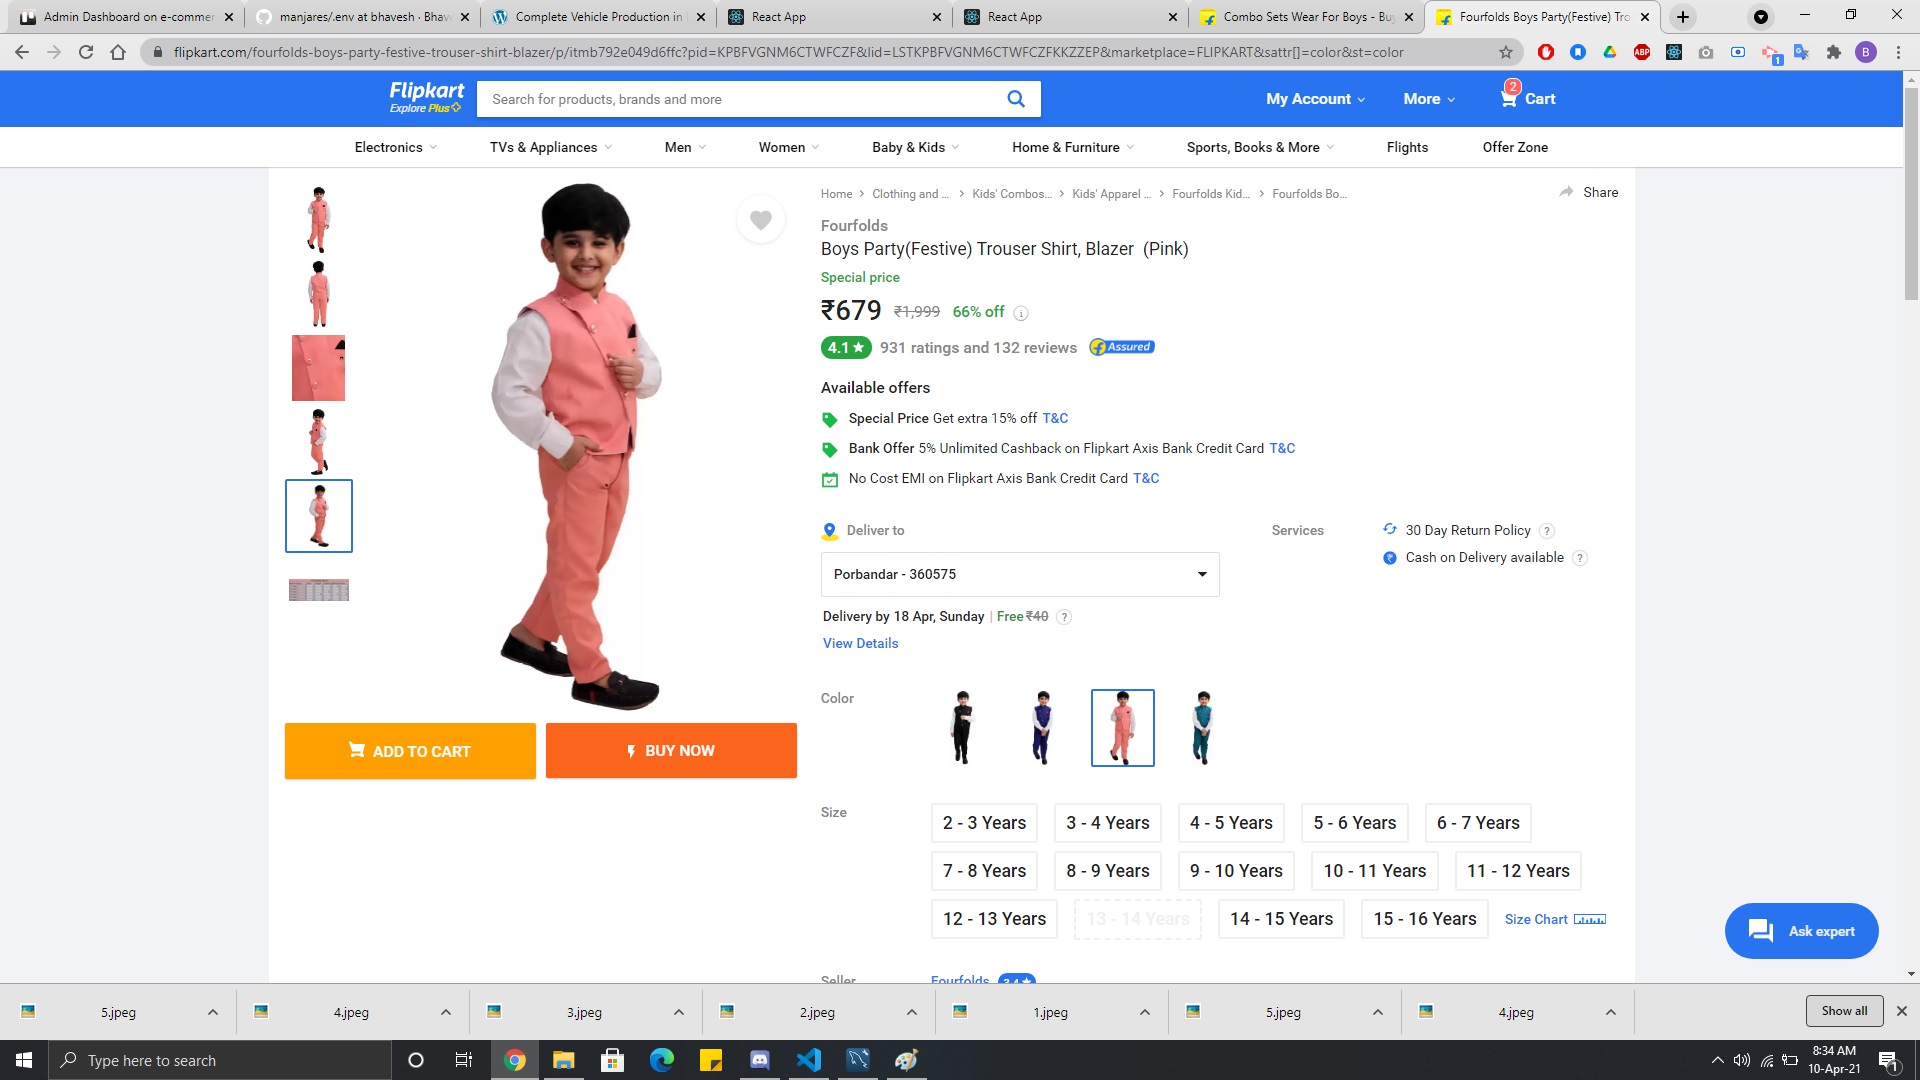 Admin Dashboard on e-commer
manjares/.env at bhavesh · Bhav
Complete Vehicle Production in
React App
React App
Combo Sets Wear For Boys - Buy
Fourfolds Boys Party(Festive) Tro
flipkart.com/fourfolds-boys-party-festive-trouser-shirt-blazer/p/itmb792e049d6ffc?pid=KPBFVGNM6CTWFCZF&lid=LSTKPBFVGNM6CTWFCZFKKZZEP&marketplace=FLIPKART&sattr[]=color&st=color
ABP
1
B
Flipkart
Explore Plus
Search for products, brands and more
My Account
More
2
Cart
Electronics
TVs & Appliances
Men
Women
Baby & Kids
Home & Furniture
Sports, Books & More
Flights
Offer Zone
Home > Clothing and ... > Kids' Combos... > Kids' Apparel ... > Fourfolds Kid... > Fourfolds Bo...
Share
Fourfolds
Boys Party(Festive) Trouser Shirt, Blazer (Pink)
Special price
₹679 ₹1,999 66% off
4.1★ 931 ratings and 132 reviews Assured
Available offers
Special Price Get extra 15% off T&C
Bank Offer 5% Unlimited Cashback on Flipkart Axis Bank Credit Card T&C
No Cost EMI on Flipkart Axis Bank Credit Card T&C
Deliver to
Porbandar - 360575
Delivery by 18 Apr, Sunday | Free ₹40 ?
View Details
Services
30 Day Return Policy ?
Cash on Delivery available ?
ADD TO CART
BUY NOW
Color
Size
2 - 3 Years
3 - 4 Years
4 - 5 Years
5 - 6 Years
6 - 7 Years
7 - 8 Years
8 - 9 Years
9 - 10 Years
10 - 11 Years
11 - 12 Years
12 - 13 Years
13 - 14 Years
14 - 15 Years
15 - 16 Years
Size Chart
Ask expert
Seller
Fourfolds 3.4★
5.jpeg
4.jpeg
3.jpeg
2.jpeg
1.jpeg
5.jpeg
4.jpeg
Show all
Type here to search
8:34 AM
10-Apr-21
1